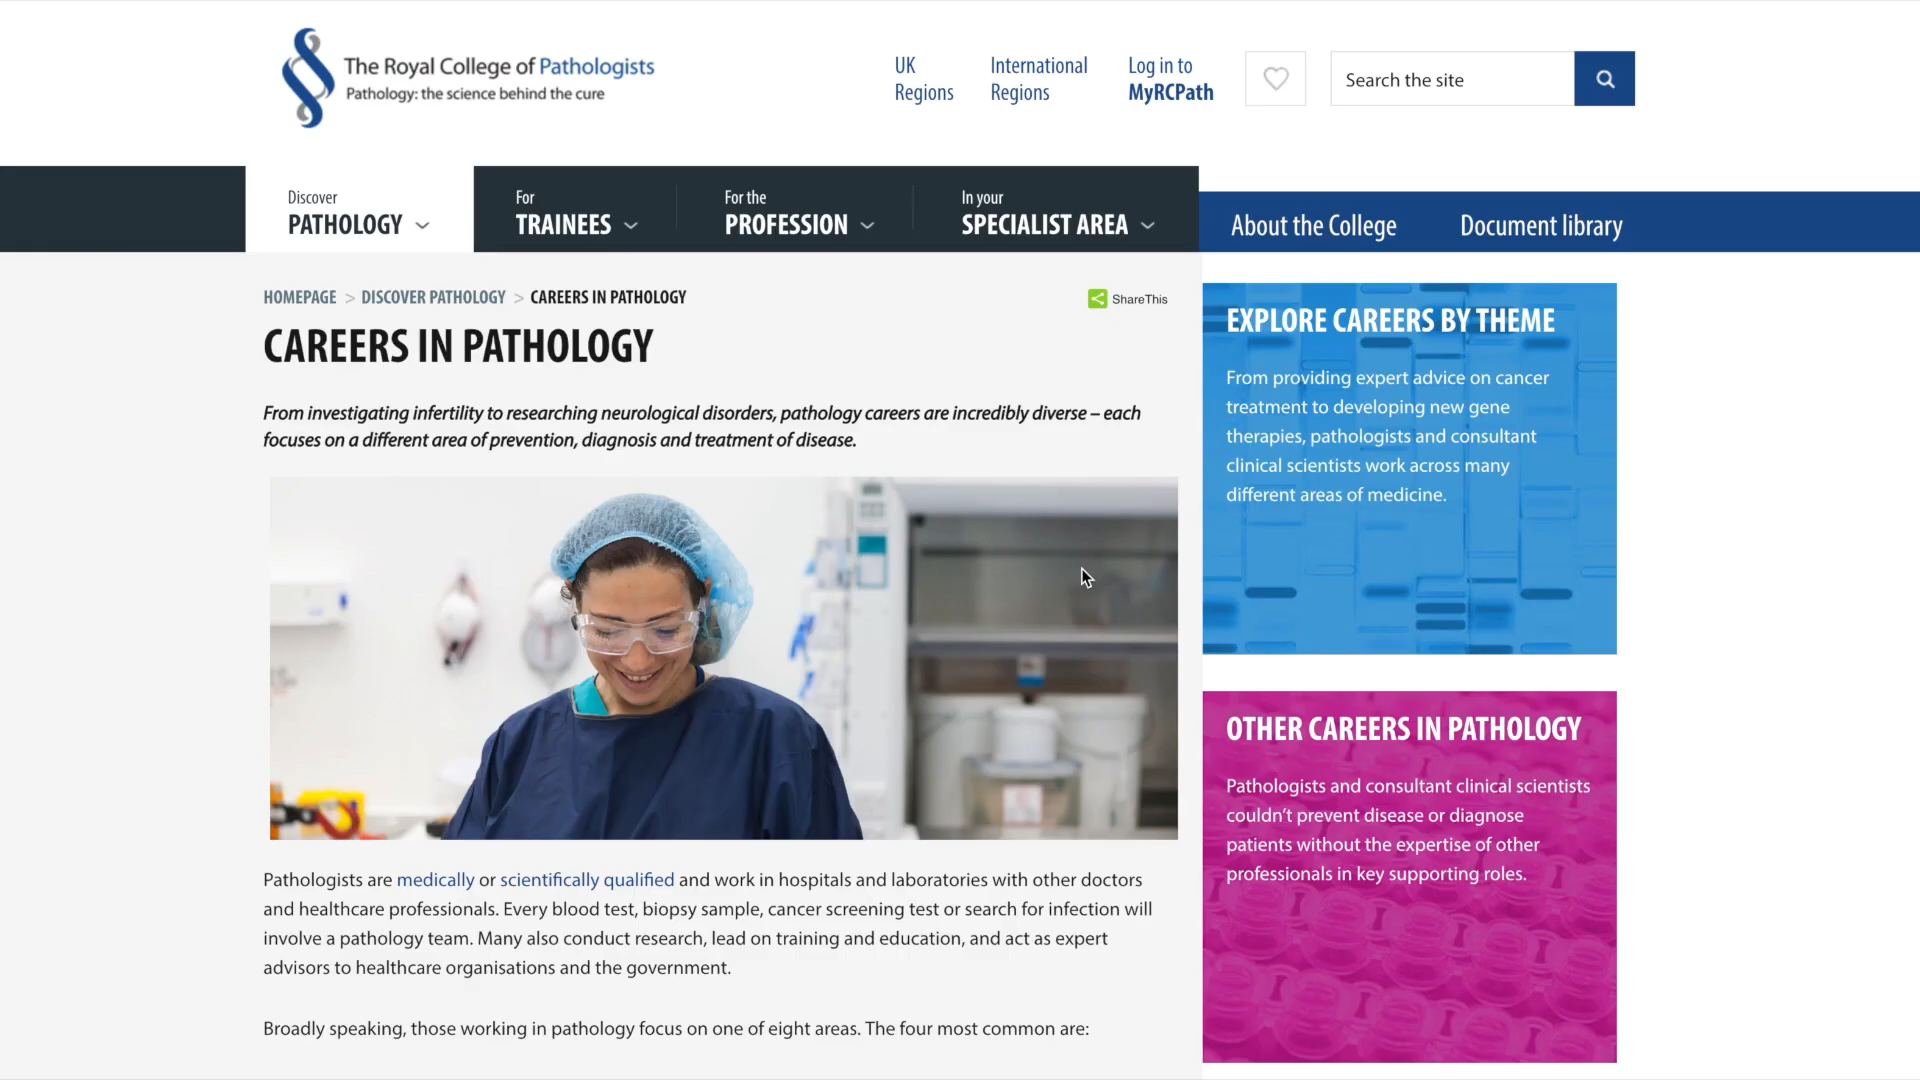 The Royal College of Pathologists
Pathology: the science behind the cure
UK
Regions
International
Regions
Log in to
MyRCPath
Search the site
Discover
PATHOLOGY
For
TRAINEES
For the
PROFESSION
In your
SPECIALIST AREA
About the College
Document library
HOMEPAGE > DISCOVER PATHOLOGY > CAREERS IN PATHOLOGY
ShareThis
CAREERS IN PATHOLOGY
From investigating infertility to researching neurological disorders, pathology careers are incredibly diverse – each
focuses on a different area of prevention, diagnosis and treatment of disease.
Pathologists are medically or scientifically qualified and work in hospitals and laboratories with other doctors
and healthcare professionals. Every blood test, biopsy sample, cancer screening test or search for infection will
involve a pathology team. Many also conduct research, lead on training and education, and act as expert
advisors to healthcare organisations and the government.
Broadly speaking, those working in pathology focus on one of eight areas. The four most common are:
EXPLORE CAREERS BY THEME
From providing expert advice on cancer
treatment to developing new gene
therapies, pathologists and consultant
clinical scientists work across many
different areas of medicine.
OTHER CAREERS IN PATHOLOGY
Pathologists and consultant clinical scientists
couldn't prevent disease or diagnose
patients without the expertise of other
professionals in key supporting roles.